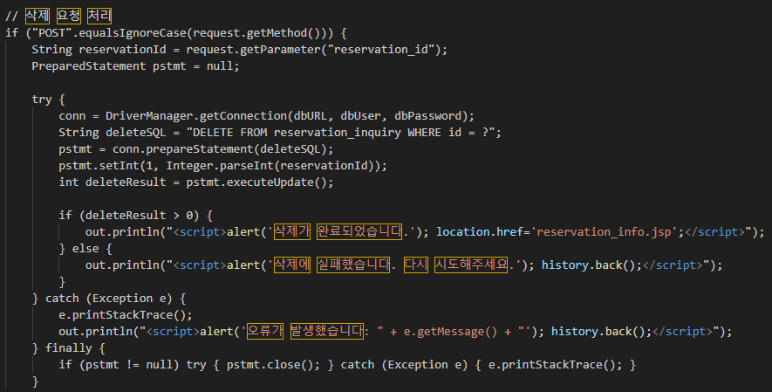 // 삭제 요청 처리
if ("POST".equalsIgnoreCase(request.getMethod())) {
    String reservationId = request.getParameter("reservation_id");
    PreparedStatement pstmt = null;

    try {
        conn = DriverManager.getConnection(dbURL, dbUser, dbPassword);
        String deleteSQL = "DELETE FROM reservation_inquiry WHERE id = ?";
        pstmt = conn.prepareStatement(deleteSQL);
        pstmt.setInt(1, Integer.parseInt(reservationId));
        int deleteResult = pstmt.executeUpdate();

        if (deleteResult > 0) {
            out.println("<script>alert('삭제가 완료되었습니다.'); location.href='reservation_info.jsp';</script>");
        } else {
            out.println("<script>alert('삭제에 실패했습니다. 다시 시도해주세요.'); history.back();</script>");
        }
    } catch (Exception e) {
        e.printStackTrace();
        out.println("<script>alert('오류가 발생했습니다: " + e.getMessage() + "'); history.back();</script>");
    } finally {
        if (pstmt != null) try { pstmt.close(); } catch (Exception e) { e.printStackTrace(); }
    }